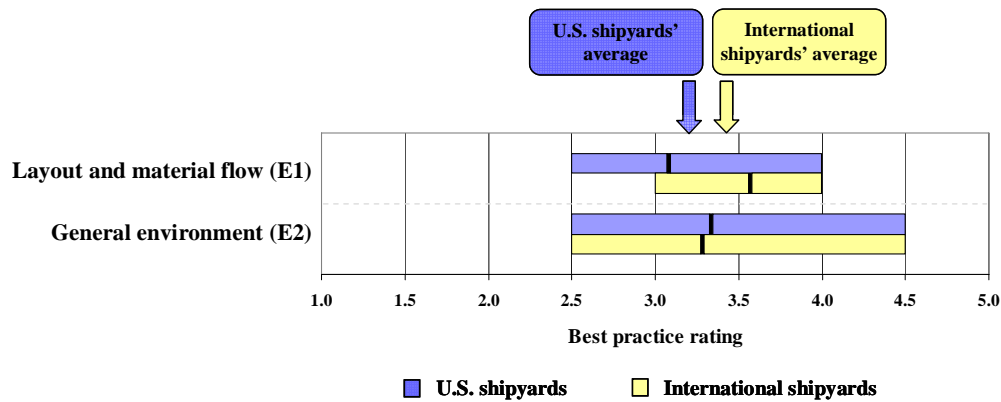 U.S. shipyards’
average
International
shipyards’ average
Layout and material flow (E1)
General environment (E2)
1.0 1.5 2.0 2.5 3.0 3.5 4.0 4.5 5.0
Best practice rating
U.S. shipyards International shipyards